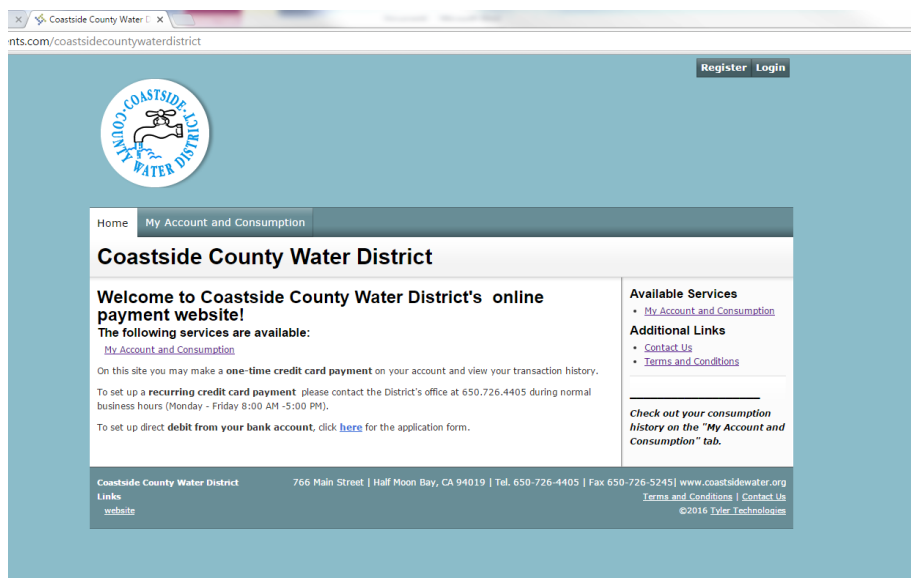 Coastside County Water D
nts.com/coastsidecountywaterdistrict
Register Login
COASTSIDE COUNTY WATER DISTRICT
Home My Account and Consumption
Coastside County Water District
Welcome to Coastside County Water District's online
payment website!
The following services are available:
My Account and Consumption
On this site you may make a one-time credit card payment on your account and view your transaction history.
To set up a recurring credit card payment please contact the District's office at 650.726.4405 during normal
business hours (Monday - Friday 8:00 AM -5:00 PM).
To set up direct debit from your bank account, click here for the application form.
Available Services
• My Account and Consumption
Additional Links
• Contact Us
• Terms and Conditions
Check out your consumption
history on the "My Account and
Consumption" tab.
Coastside County Water District
Links
website
766 Main Street | Half Moon Bay, CA 94019 | Tel. 650-726-4405 | Fax 650-726-5245| www.coastsidewater.org
Terms and Conditions | Contact Us
©2016 Tyler Technologies